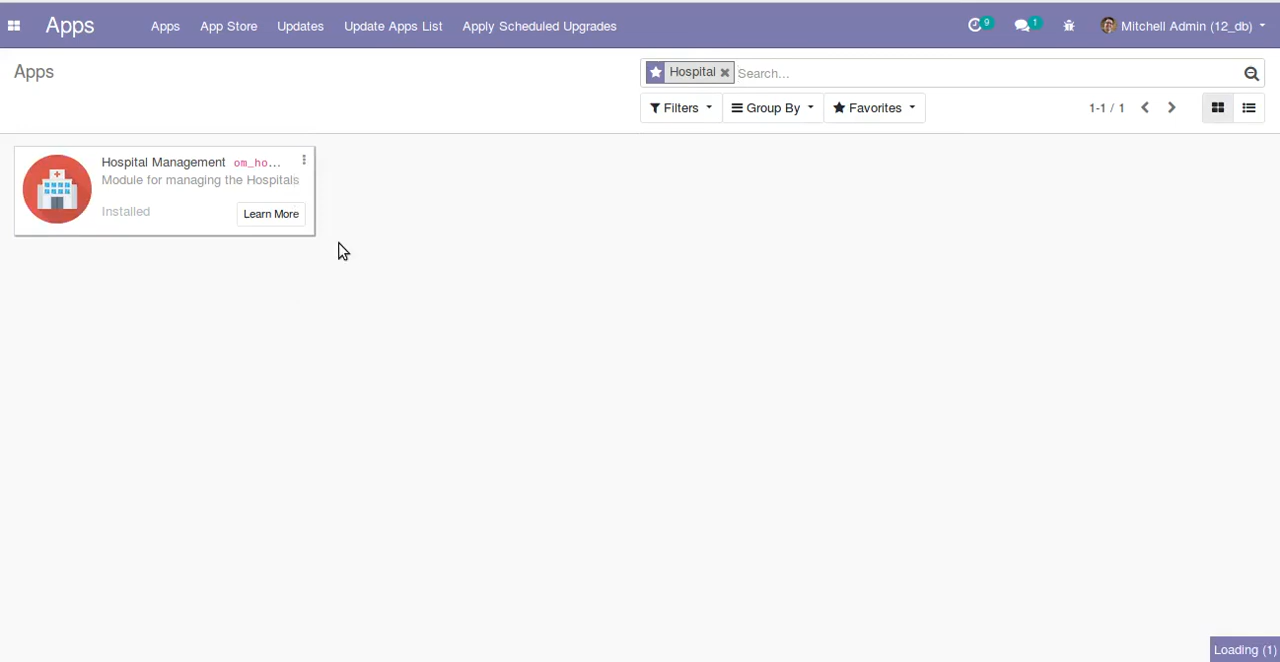 Apps Apps App Store Updates Update Apps List Apply Scheduled Upgrades 9 1 Mitchell Admin (12_db)
Apps Hospital Search...
Filters Group By Favorites 1-1 / 1
Hospital Management om_ho...
Module for managing the Hospitals
Installed Learn More
Loading (1)